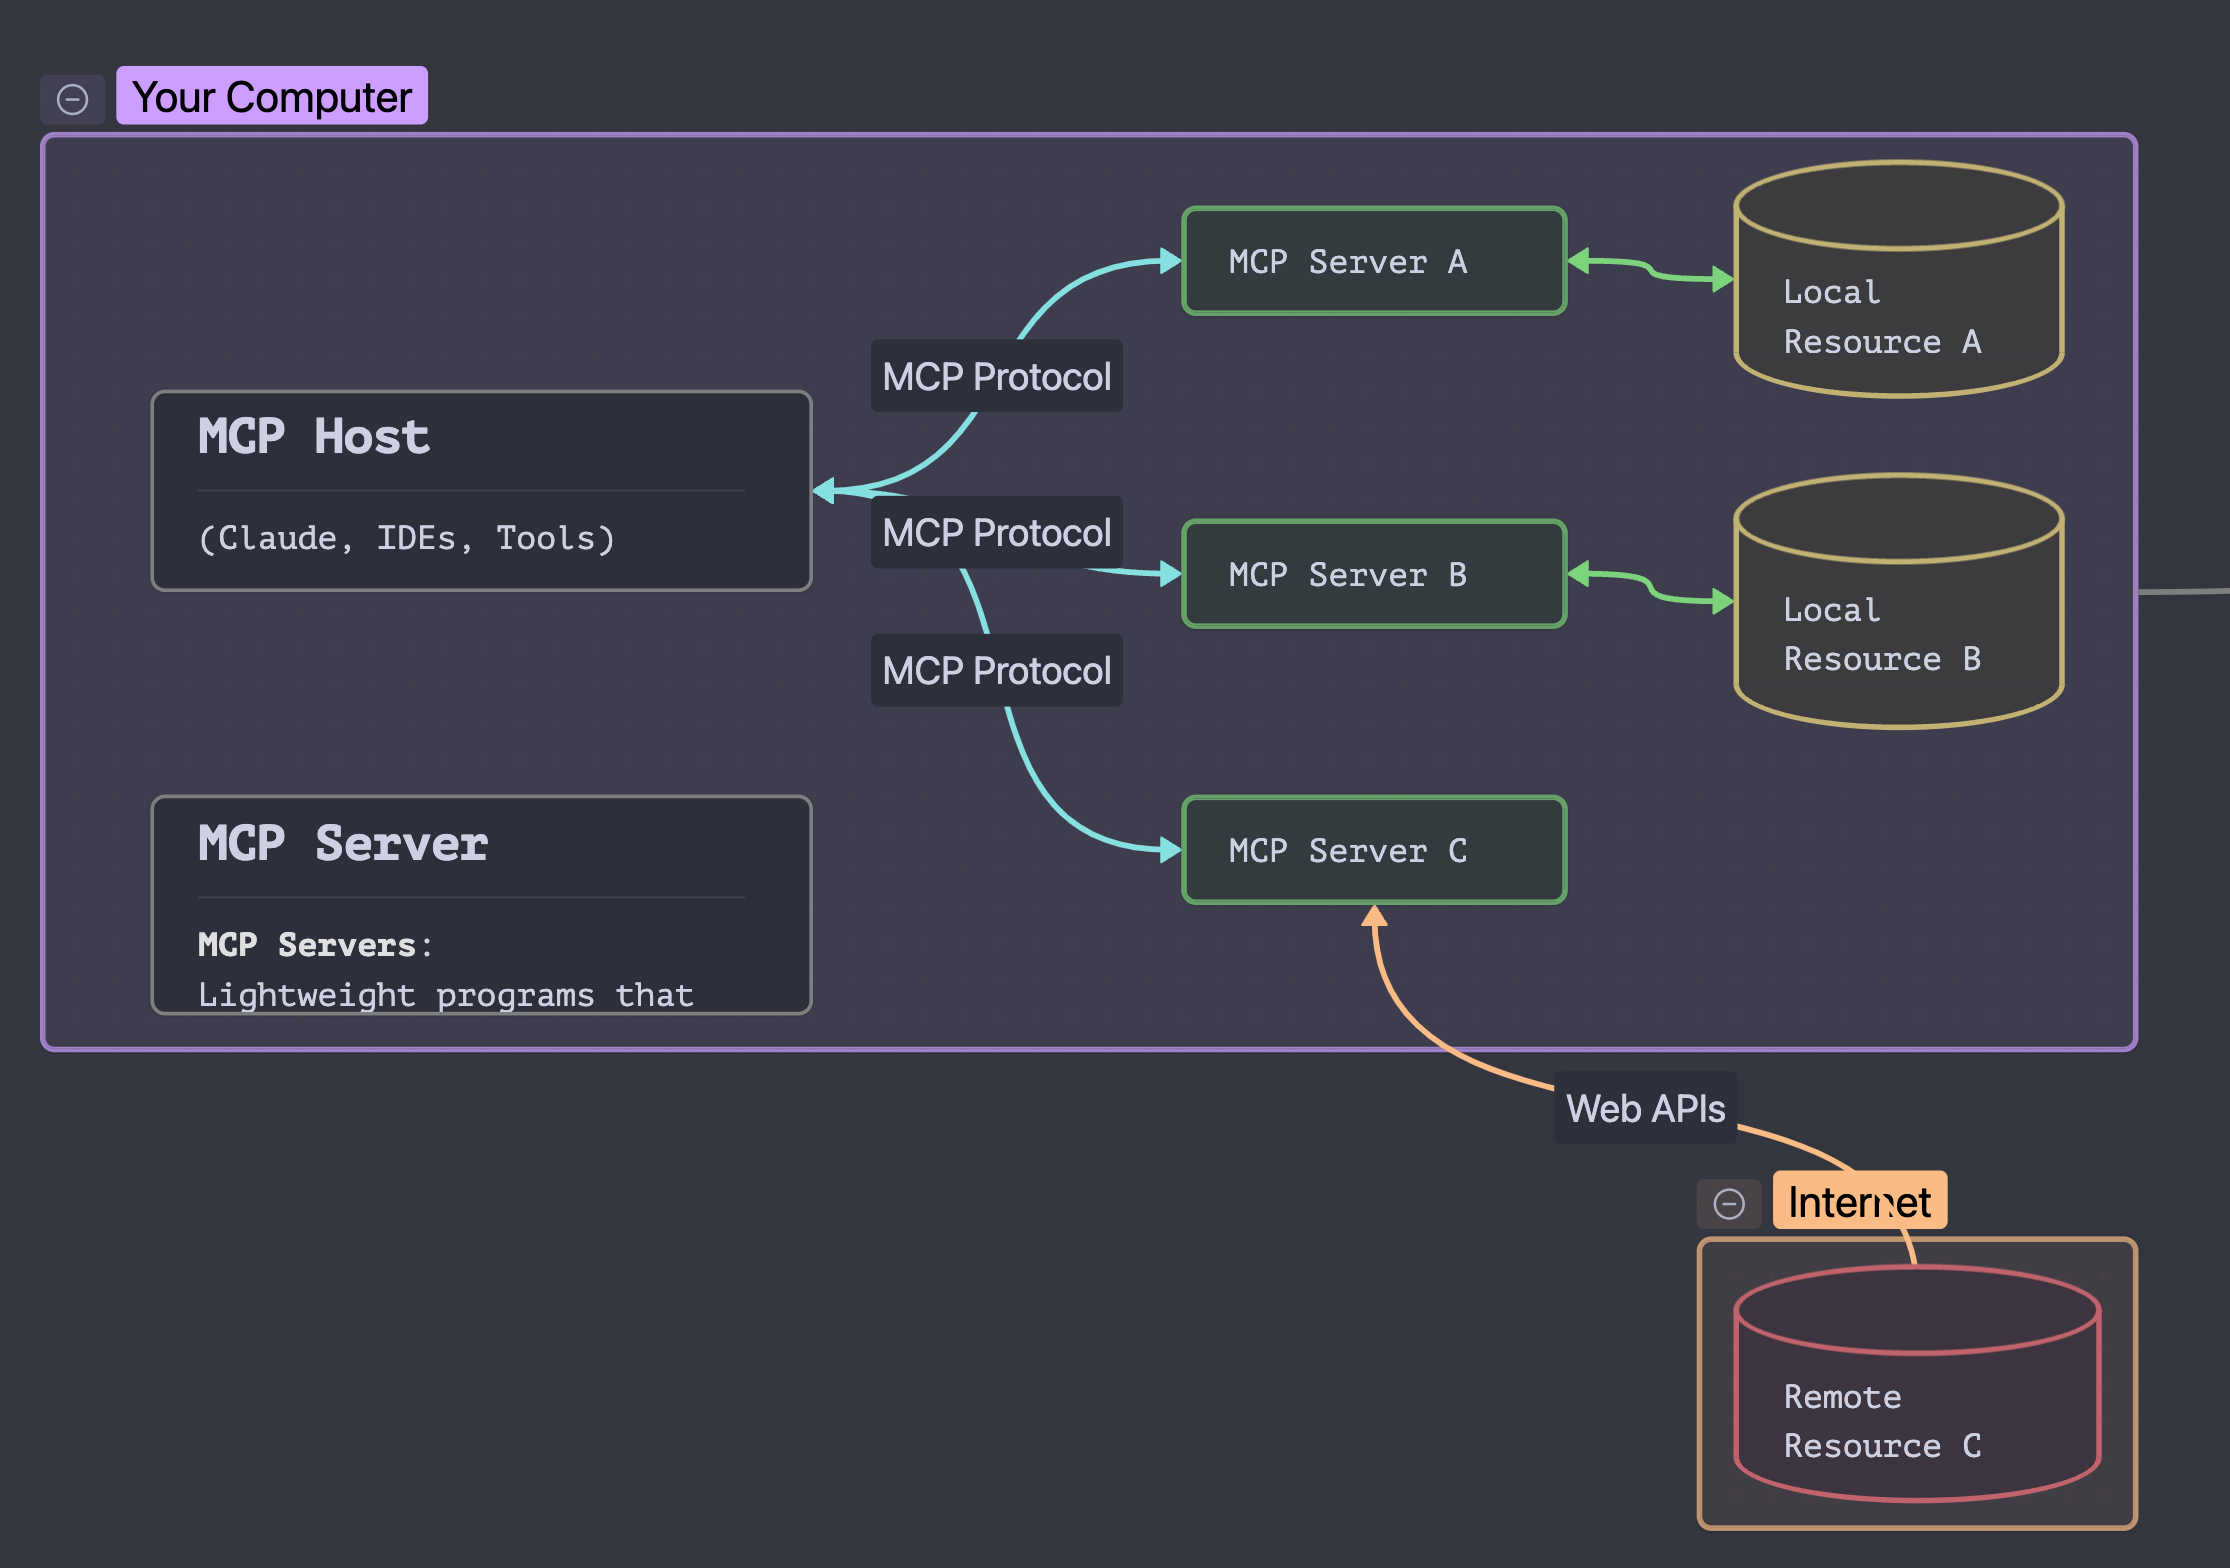 Your Computer
MCP Server A
Local
Resource A
MCP Protocol
MCP Host
(Claude, IDEs, Tools)
MCP Protocol
MCP Server B
Local
Resource B
MCP Protocol
MCP Server
MCP Servers:
Lightweight programs that
MCP Server C
Web APIs
Internet
Remote
Resource C